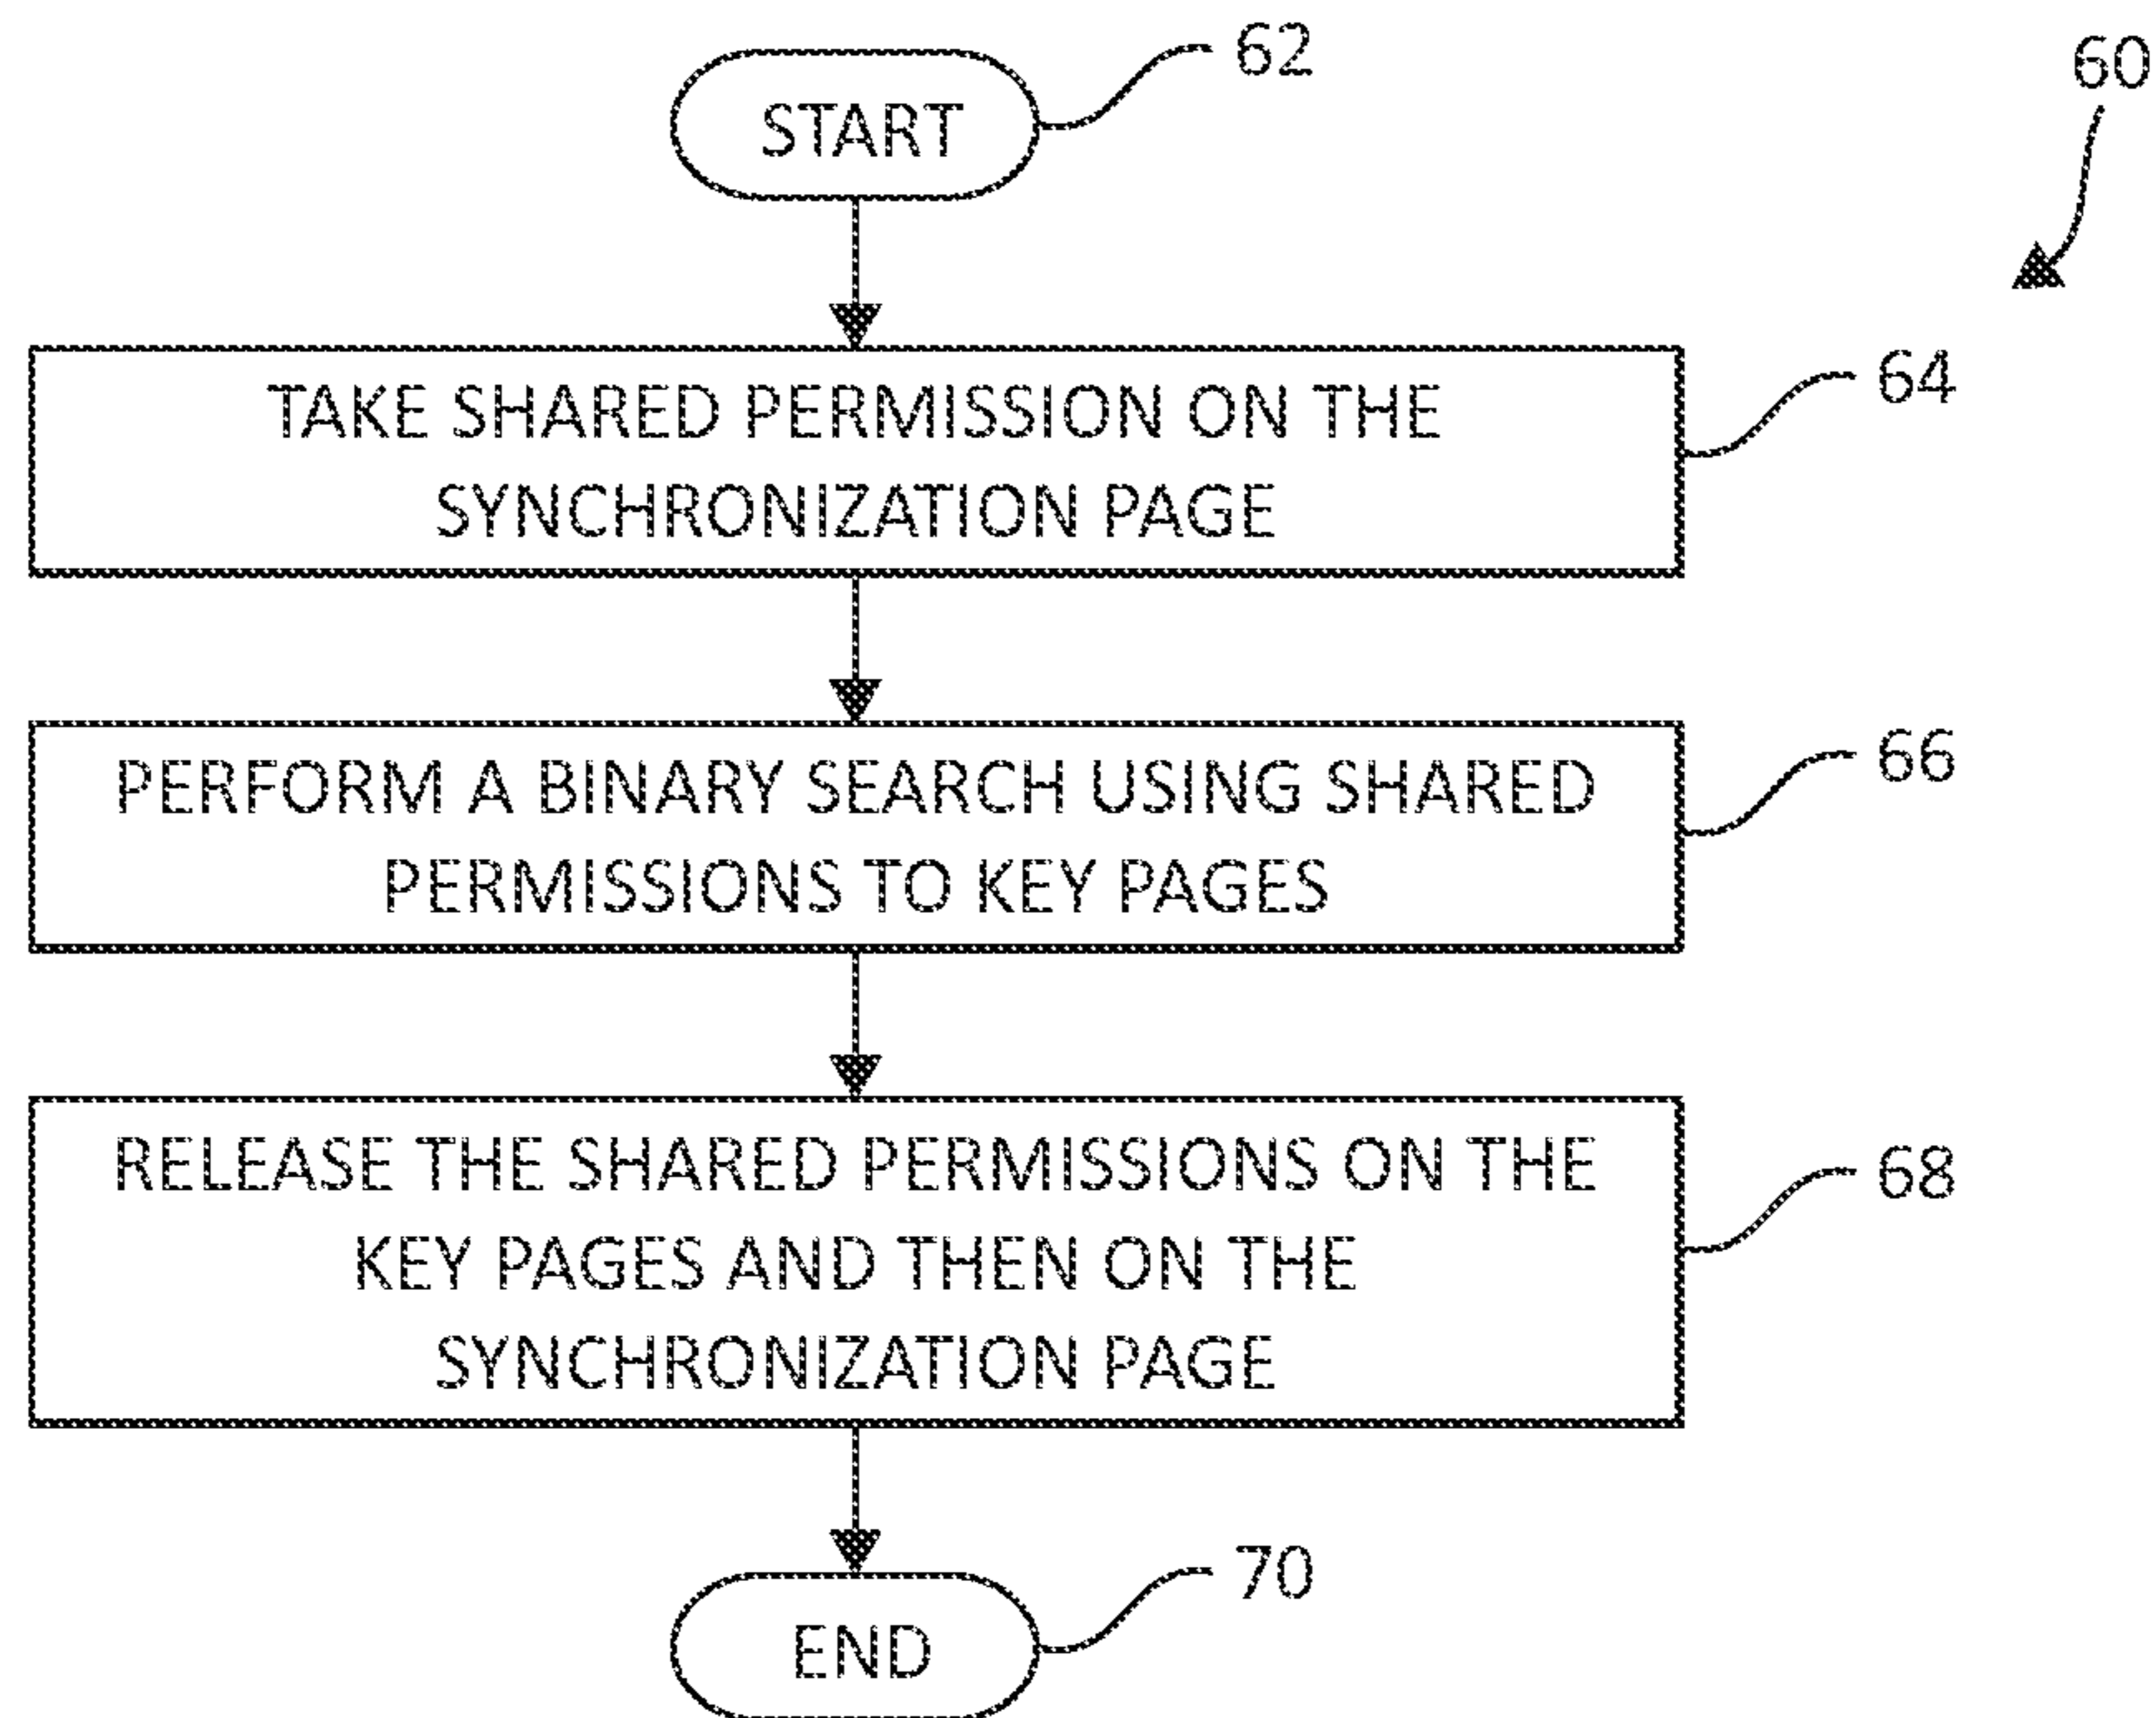 62
60
START
TAKE SHARED PERMISSION ON THE
SYNCHRONIZATION PAGE
64
PERFORM A BINARY SEARCH USING SHARED
PERMISSIONS TO KEY PAGES
66
RELEASE THE SHARED PERMISSIONS ON THE
KEY PAGES AND THEN ON THE
SYNCHRONIZATION PAGE
68
70
END